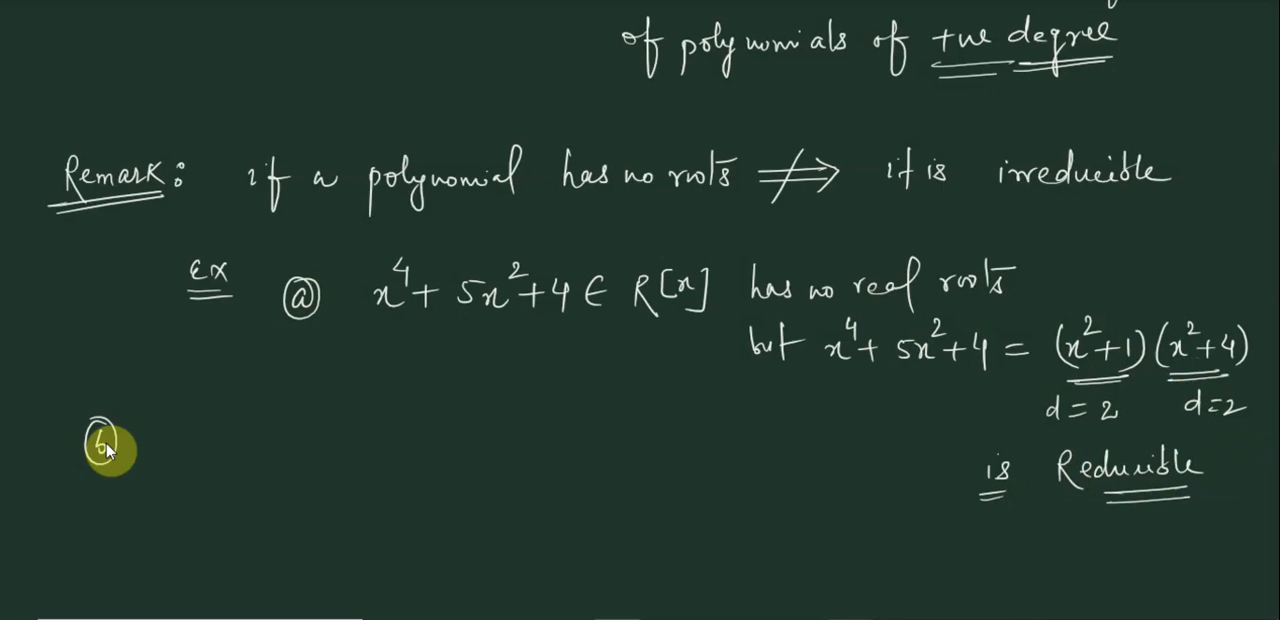 of polynomials of +ve degree
Remark: if a polynomial has no roots ⇏ it is irreducible
Ex ⓐ x⁴ + 5x² + 4 ∈ R[x] has no real roots
but x⁴ + 5x² + 4 = (x²+1)(x²+4)
d = 2 d=2
ⓑ
is Reducible